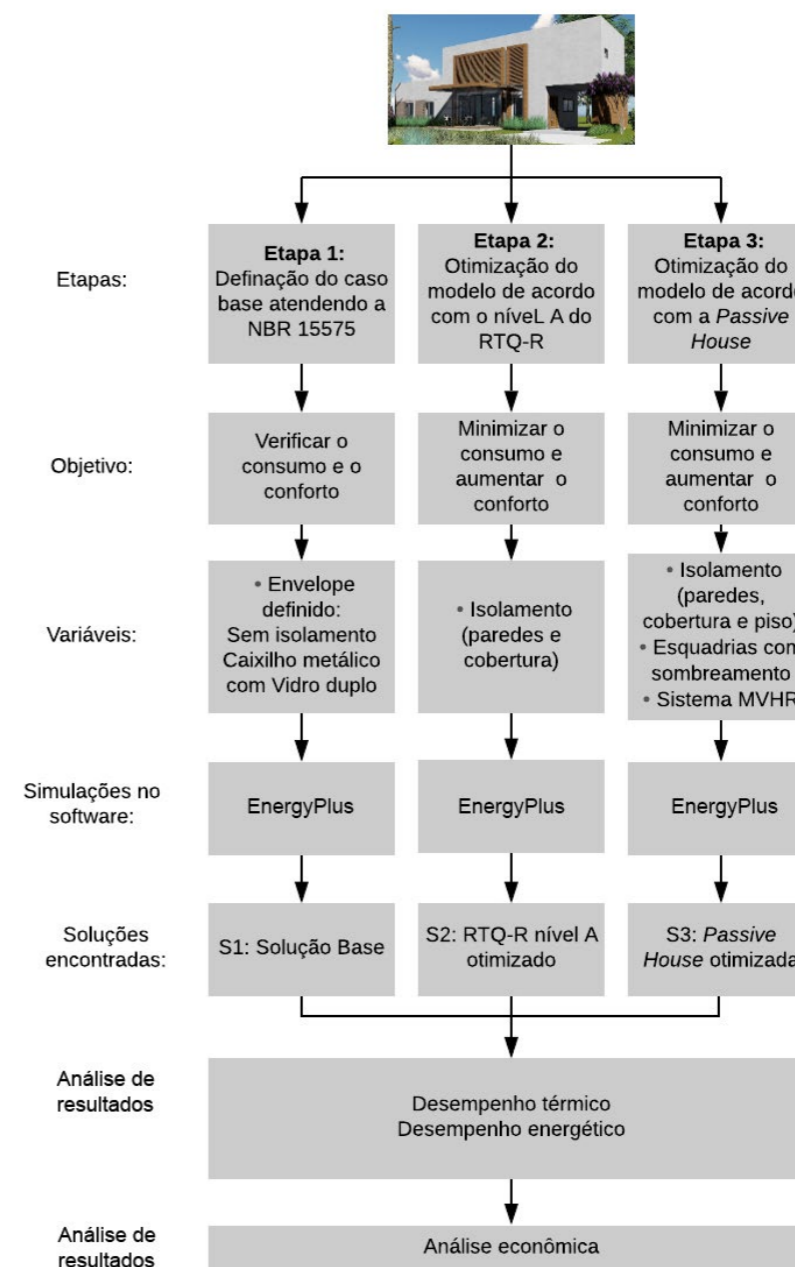 Etapas:
Etapa 1:
Definação do caso
base atendendo a
NBR 15575
Etapa 2:
Otimização do
modelo de acordo
com o níveL A do
RTQ-R
Etapa 3:
Otimização do
modelo de acordo
com a Passive
House
Objetivo:
Verificar o
consumo e o
conforto
Minimizar o
consumo e
aumentar o
conforto
Minimizar o
consumo e
aumentar o
conforto
Variáveis:
• Envelope
definido:
Sem isolamento
Caixilho metálico
com Vidro duplo
• Isolamento
(paredes e
cobertura)
• Isolamento
(paredes,
cobertura e piso)
• Esquadrias com
sombreamento
• Sistema MVHR
Simulações no
software:
EnergyPlus
EnergyPlus
EnergyPlus
Soluções
encontradas:
S1: Solução Base
S2: RTQ-R nível A
otimizado
S3: Passive
House otimizada
Análise de
resultados
Desempenho térmico
Desempenho energético
Análise de
resultados
Análise econômica